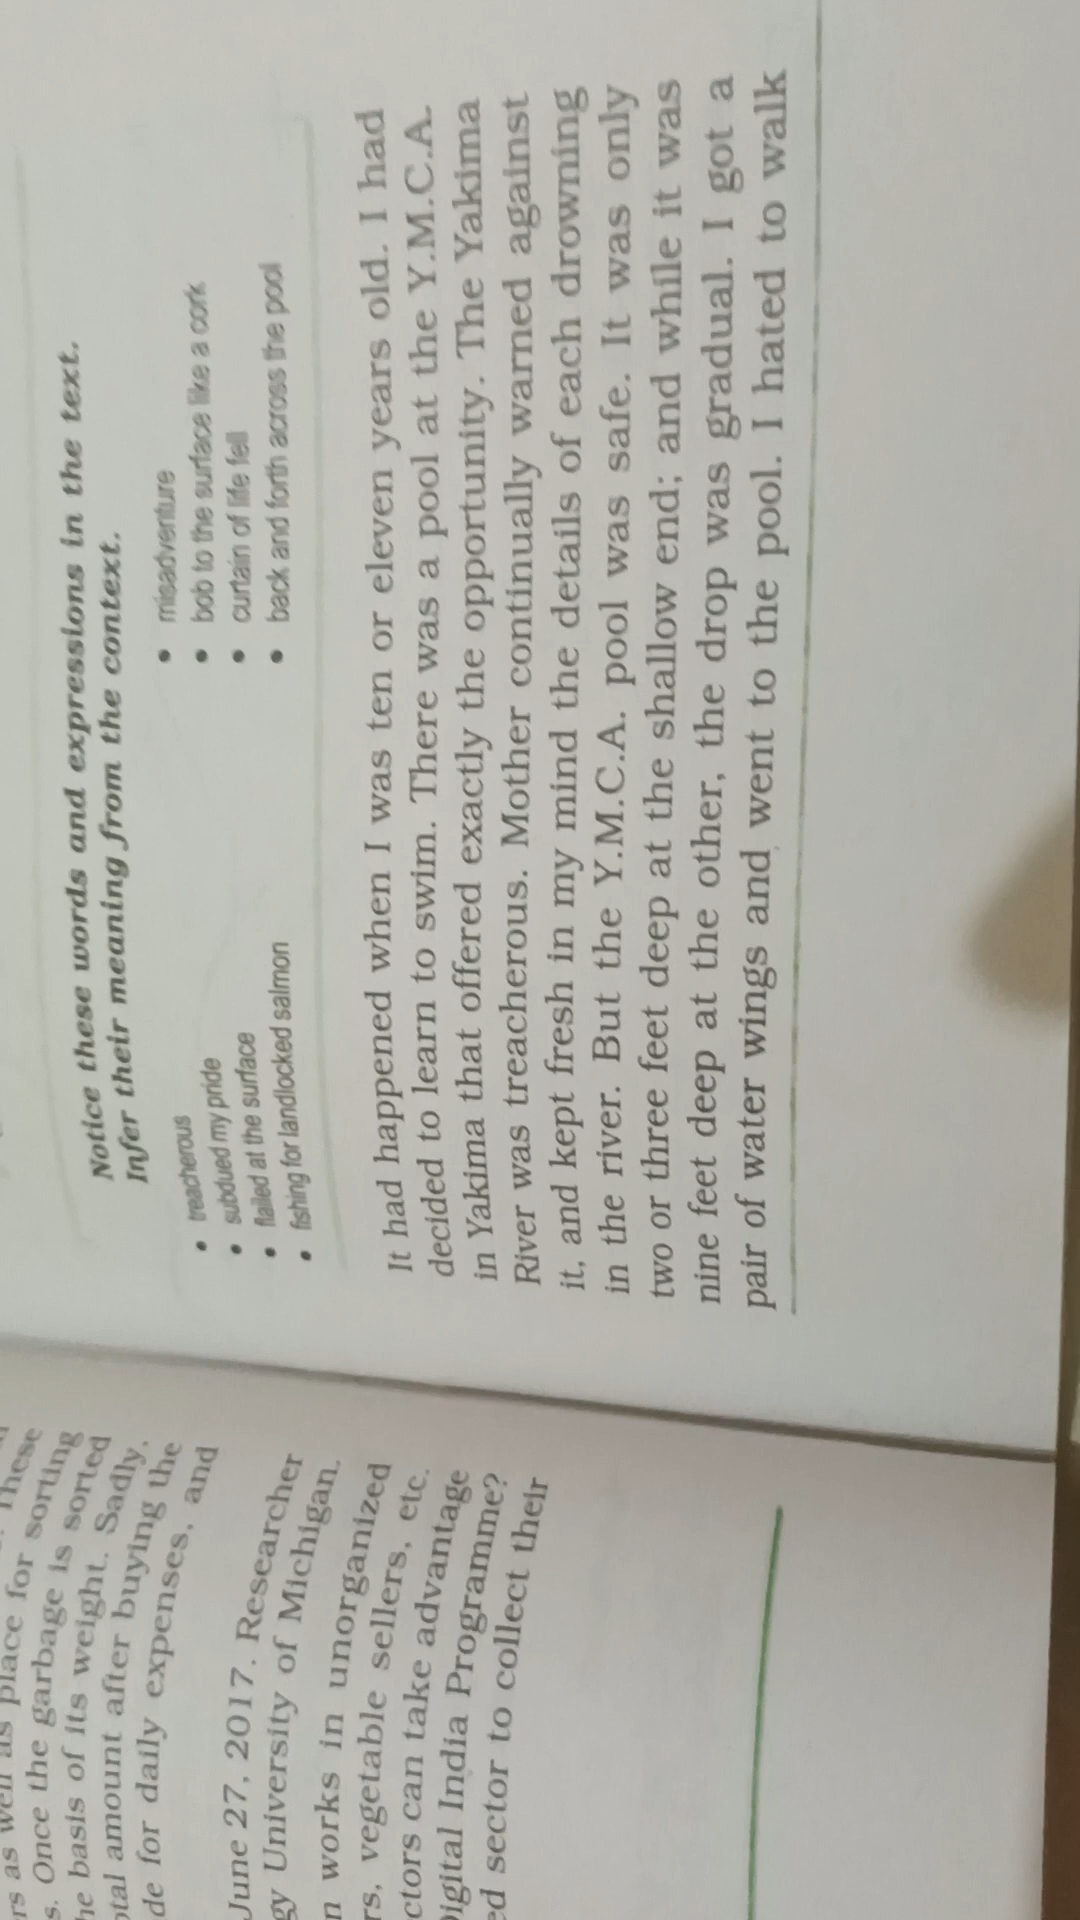 Notice these words and expressions in the text.
Infer their meaning from the context.
• treacherous
• subdued my pride
• flailed at the surface
• fishing for landlocked salmon
• misadventure
• bob to the surface like a cork
• curtain of life fell
• back and forth across the pool
It had happened when I was ten or eleven years old. I had
decided to learn to swim. There was a pool at the Y.M.C.A.
in Yakima that offered exactly the opportunity. The Yakima
River was treacherous. Mother continually warned against
it, and kept fresh in my mind the details of each drowning
in the river. But the Y.M.C.A. pool was safe. It was only
two or three feet deep at the shallow end; and while it was
nine feet deep at the other, the drop was gradual. I got a
pair of water wings and went to the pool. I hated to walk
These
as well as place for sorting
Once the garbage is sorted
basis of its weight. Sadly,
amount after buying the
for daily expenses, and
June 27, 2017. Researcher
University of Michigan.
works in unorganized
vegetable sellers, etc.
can take advantage
India Programme?
sector to collect their